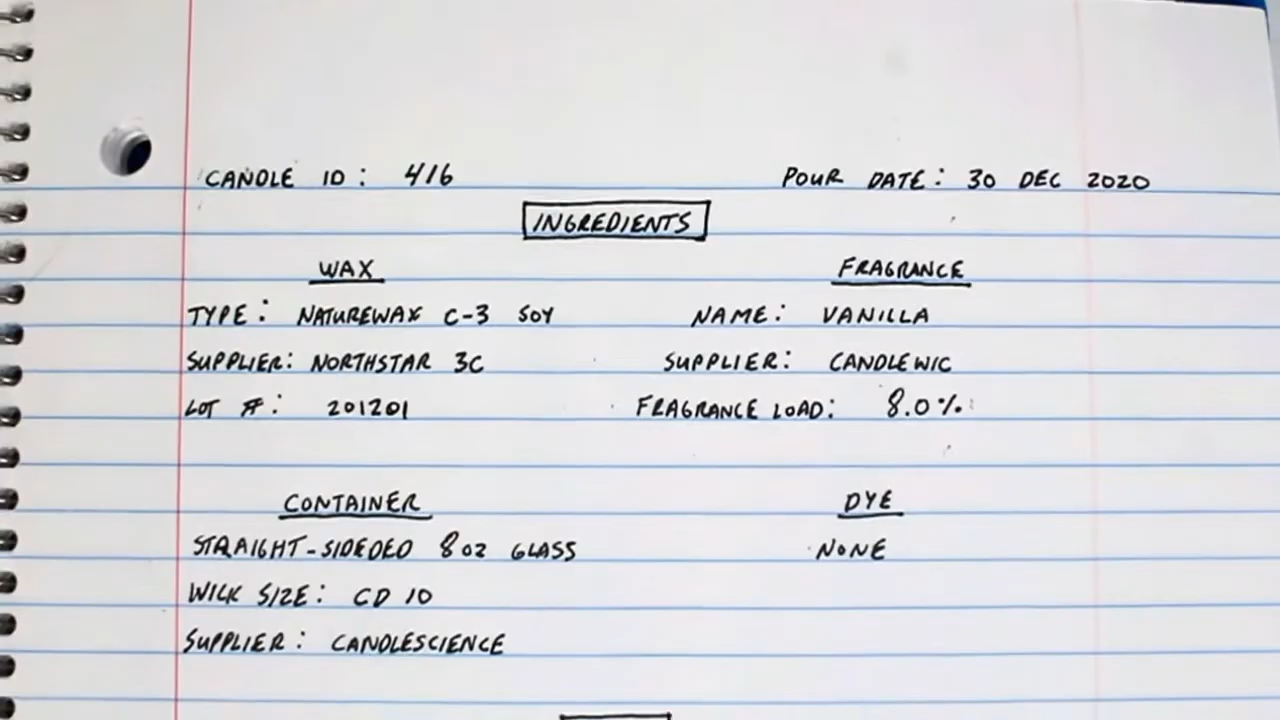 CANDLE ID: 416 POUR DATE: 30 DEC 2020
INGREDIENTS
WAX FRAGRANCE
TYPE: NATUREWAX C-3 SOY NAME: VANILLA
SUPPLIER: NORTHSTAR 3C SUPPLIER: CANDLEWIC
LOT #: 201201 FRAGRANCE LOAD: 8.0%
CONTAINER DYE
STRAIGHT-SIDEDED 8oz GLASS NONE
WICK SIZE: CD 10
SUPPLIER: CANDLESCIENCE